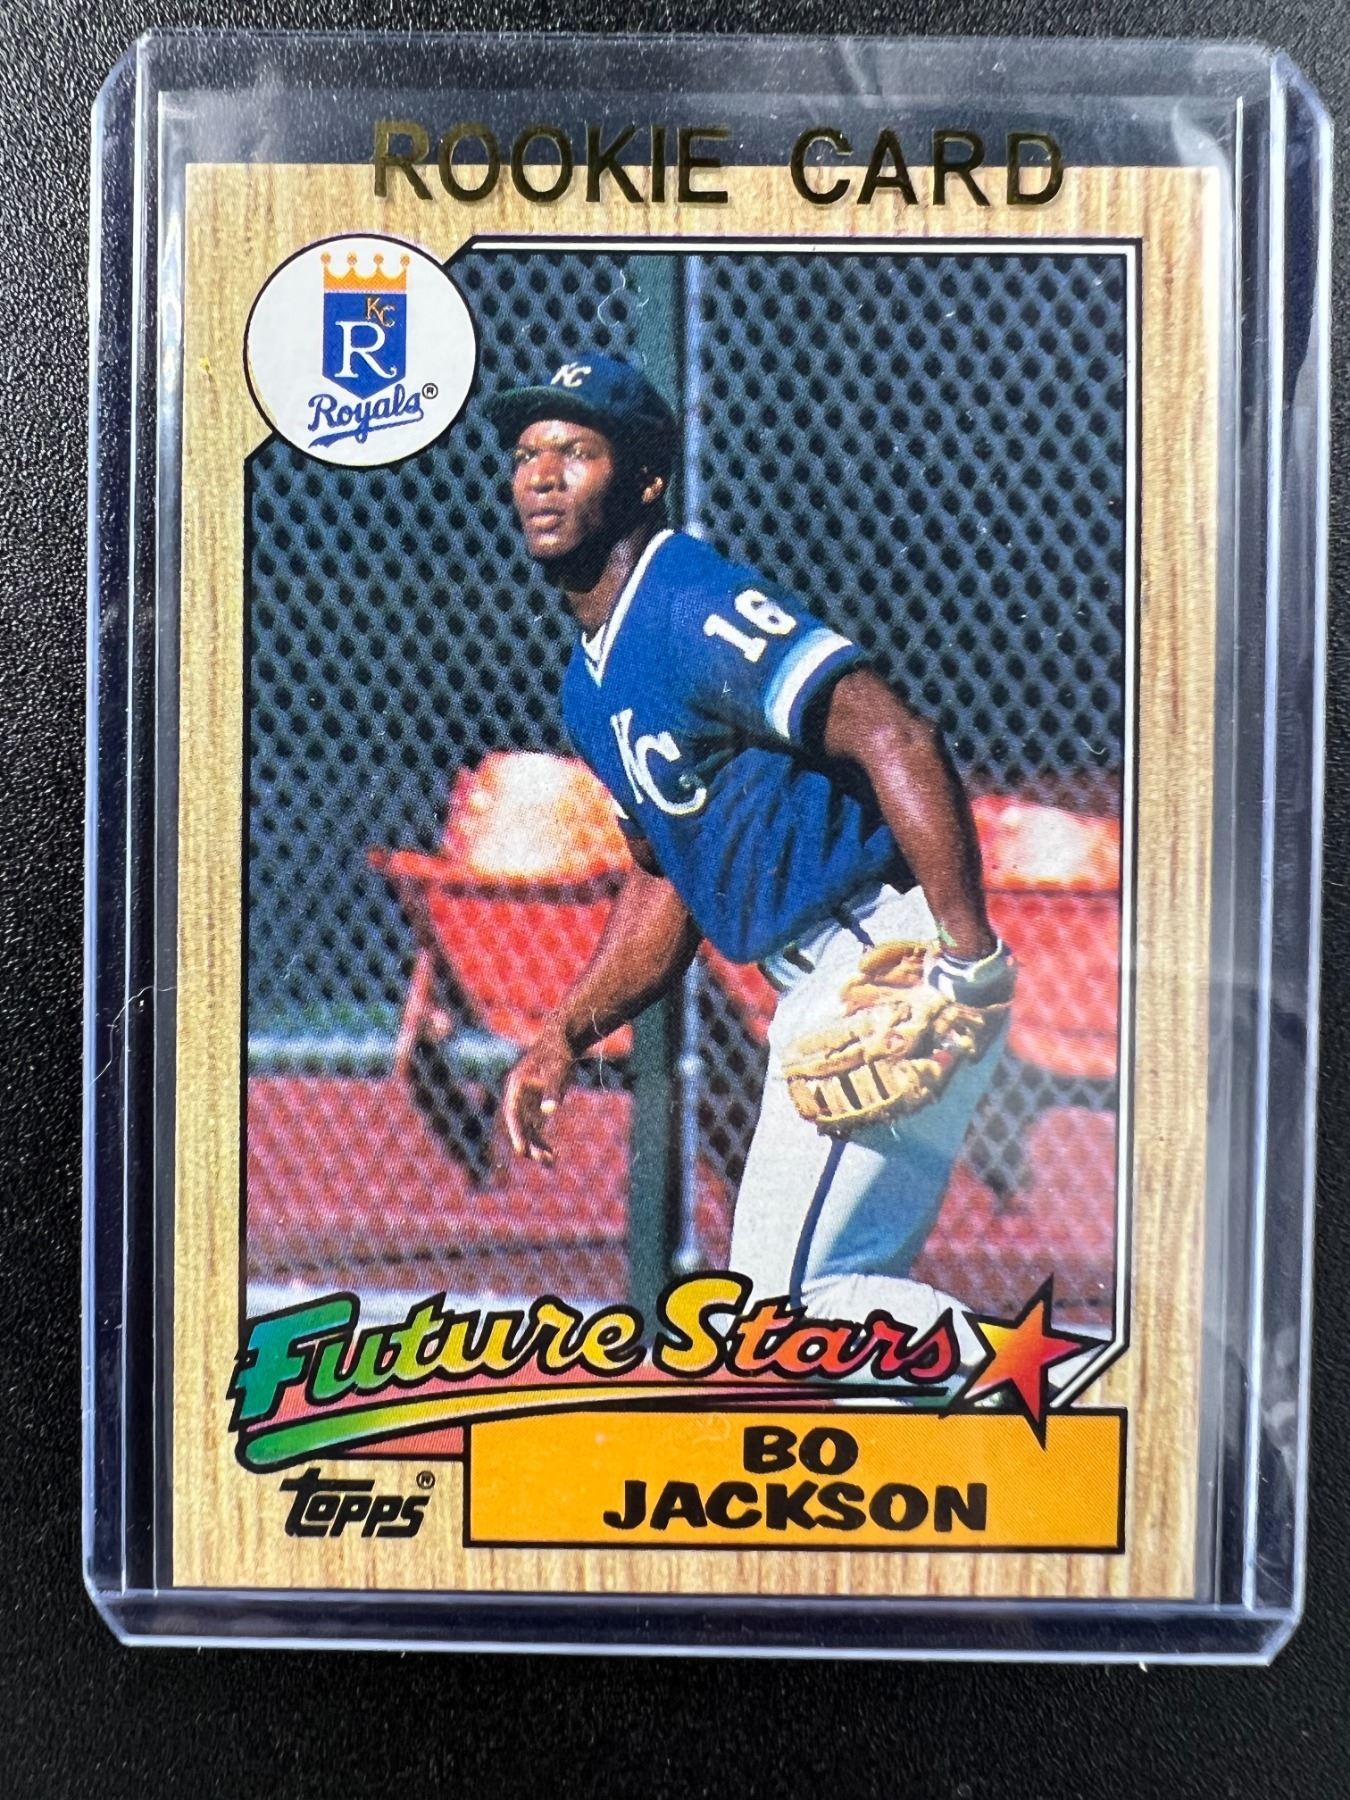 ROOKIE CARD
KC
R
Royals®
KC
16
KC
Future Stars
BO
JACKSON
Topps®